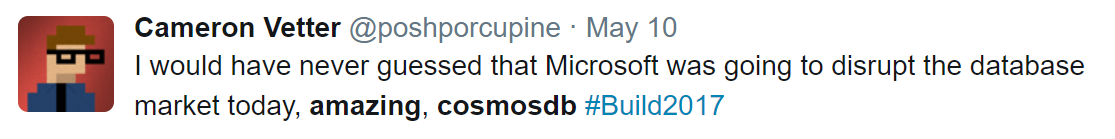 Cameron Vetter @poshporcupine · May 10
I would have never guessed that Microsoft was going to disrupt the database
market today, amazing, cosmosdb #Build2017